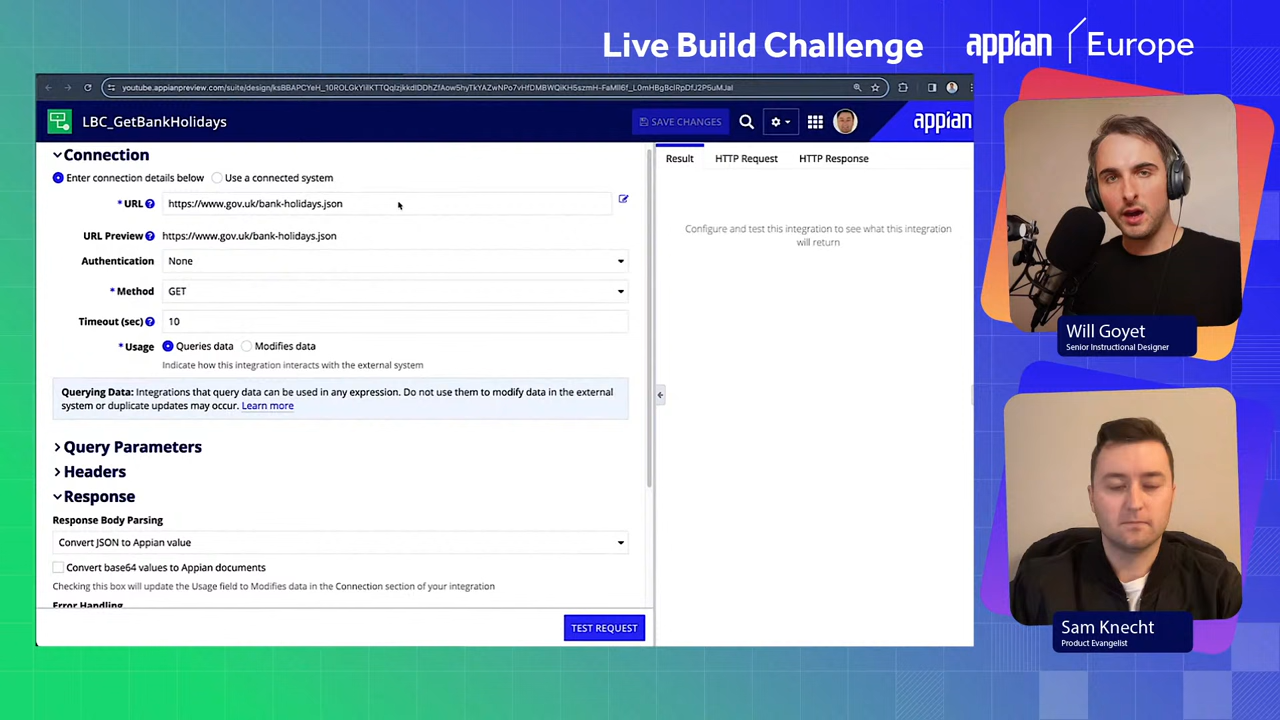 Live Build Challenge
appian Europe
LBC_GetBankHolidays
SAVE CHANGES
appian
Connection
Enter connection details below
Use a connected system
* URL
https://www.gov.uk/bank-holidays.json
URL Preview
https://www.gov.uk/bank-holidays.json
Authentication
None
* Method
GET
Timeout (sec)
10
* Usage
Queries data
Modifies data
Indicate how this integration interacts with the external system
Querying Data: Integrations that query data can be used in any expression. Do not use them to modify data in the external
system or duplicate updates may occur. Learn more
Query Parameters
Headers
Response
Response Body Parsing
Convert JSON to Appian value
Convert base64 values to Appian documents
Checking this box will update the Usage field to Modifies data in the Connection section of your integration
Error Handling
TEST REQUEST
Result
HTTP Request
HTTP Response
Configure and test this integration to see what this integration
will return
Will Goyet
Senior Instructional Designer
Sam Knecht
Product Evangelist